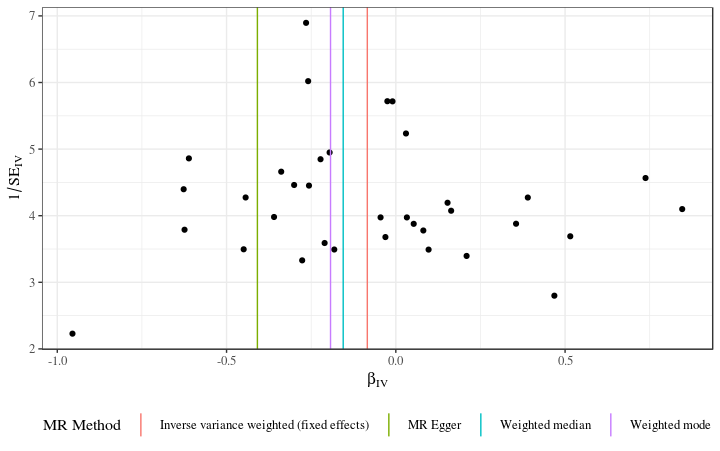 7
6
5
4
3
2
1/SE_IV
-1.0 -0.5 0.0 0.5
β_IV
MR Method Inverse variance weighted (fixed effects) MR Egger Weighted median Weighted mode